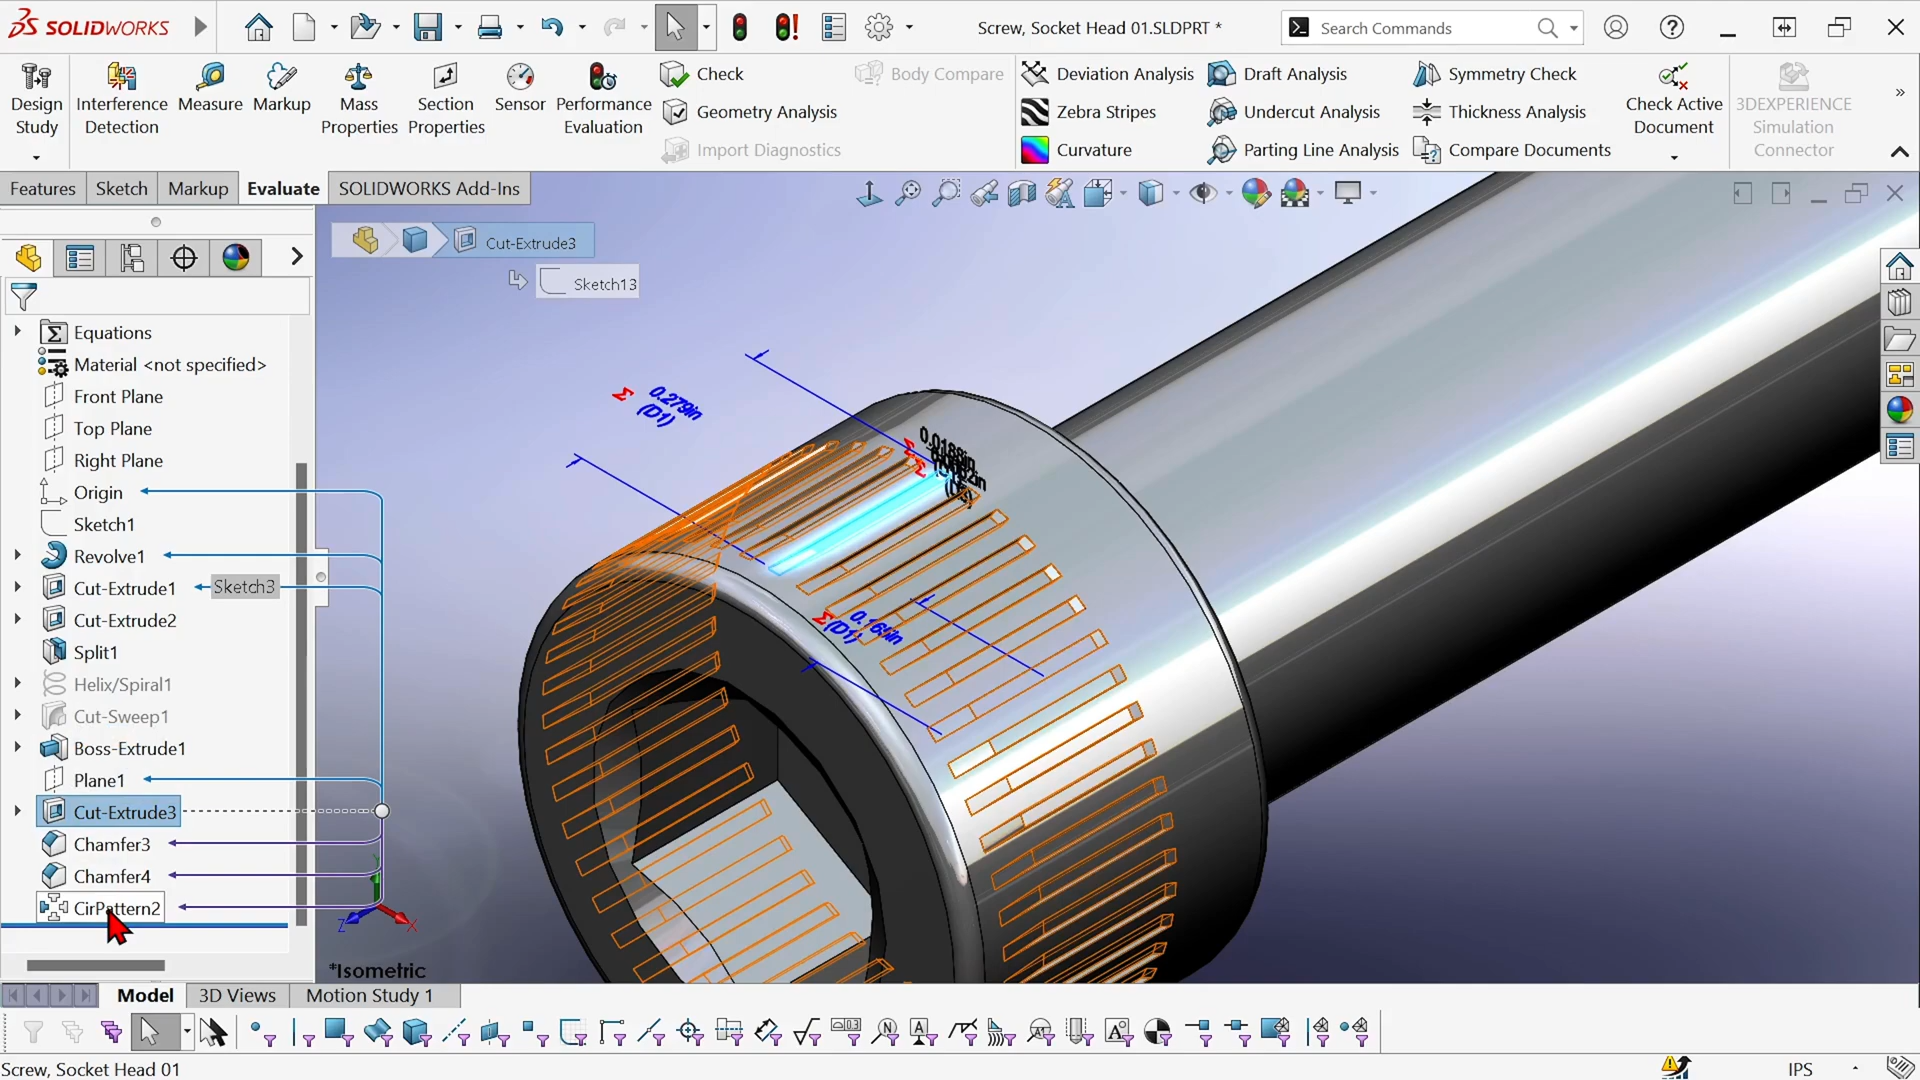 SOLIDWORKS
Screw, Socket Head 01.SLDPRT *
Search Commands
Design Study
Interference Detection
Measure
Markup
Mass Properties
Section Properties
Sensor
Performance Evaluation
Check
Geometry Analysis
Import Diagnostics
Body Compare
Deviation Analysis
Zebra Stripes
Curvature
Draft Analysis
Undercut Analysis
Parting Line Analysis
Symmetry Check
Thickness Analysis
Compare Documents
Check Active Document
3DEXPERIENCE Simulation Connector
Features
Sketch
Markup
Evaluate
SOLIDWORKS Add-Ins
Cut-Extrude3
Sketch13
Equations
Material <not specified>
Front Plane
Top Plane
Right Plane
Origin
Sketch1
Revolve1
Cut-Extrude1
Sketch3
Cut-Extrude2
Split1
Helix/Spiral1
Cut-Sweep1
Boss-Extrude1
Plane1
Cut-Extrude3
Chamfer3
Chamfer4
CirPattern2
Σ 0.279in
(D1)
Z
X
*Isometric
Model
3D Views
Motion Study 1
Screw, Socket Head 01
IPS